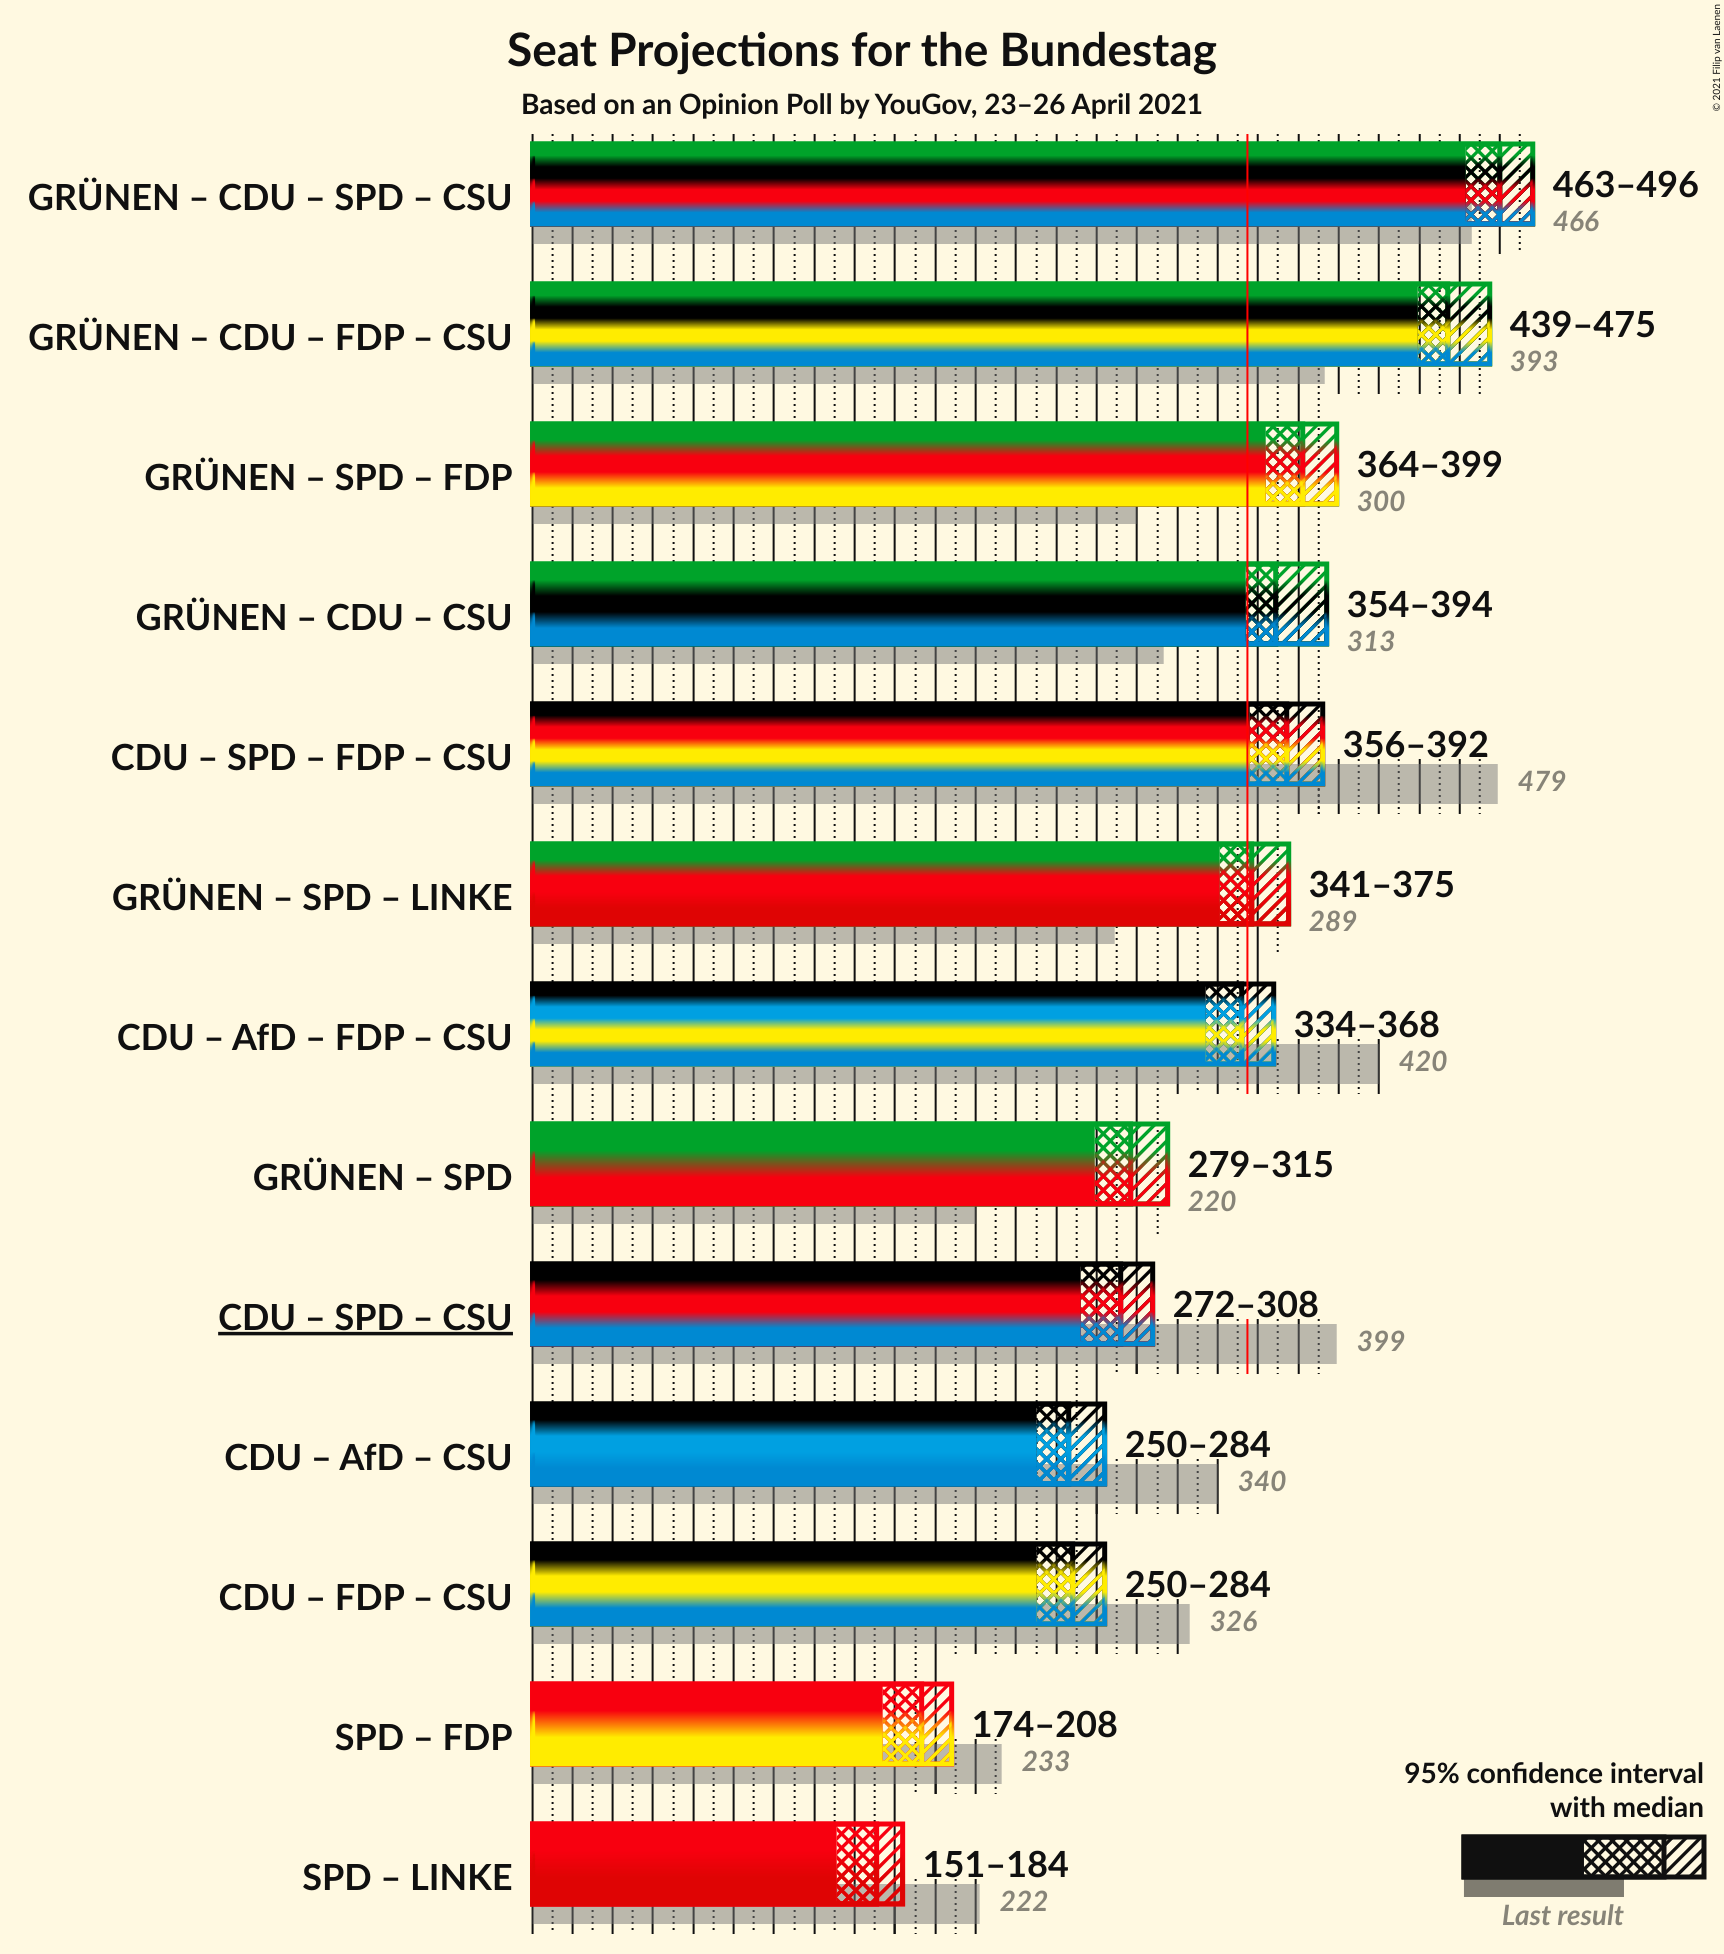 Seat Projections for the Bundestag
Based on an Opinion Poll by YouGov, 23–26 April 2021
© 2021 Filip van Laenen
GRÜNEN – CDU – SPD – CSU
463–496
466
GRÜNEN – CDU – FDP – CSU
439–475
393
GRÜNEN – SPD – FDP
364–399
300
GRÜNEN – CDU – CSU
354–394
313
CDU – SPD – FDP – CSU
356–392
479
GRÜNEN – SPD – LINKE
341–375
289
CDU – AfD – FDP – CSU
334–368
420
GRÜNEN – SPD
279–315
220
CDU – SPD – CSU
272–308
399
CDU – AfD – CSU
250–284
340
CDU – FDP – CSU
250–284
326
SPD – FDP
174–208
233
SPD – LINKE
151–184
222
95% confidence interval
with median
Last result